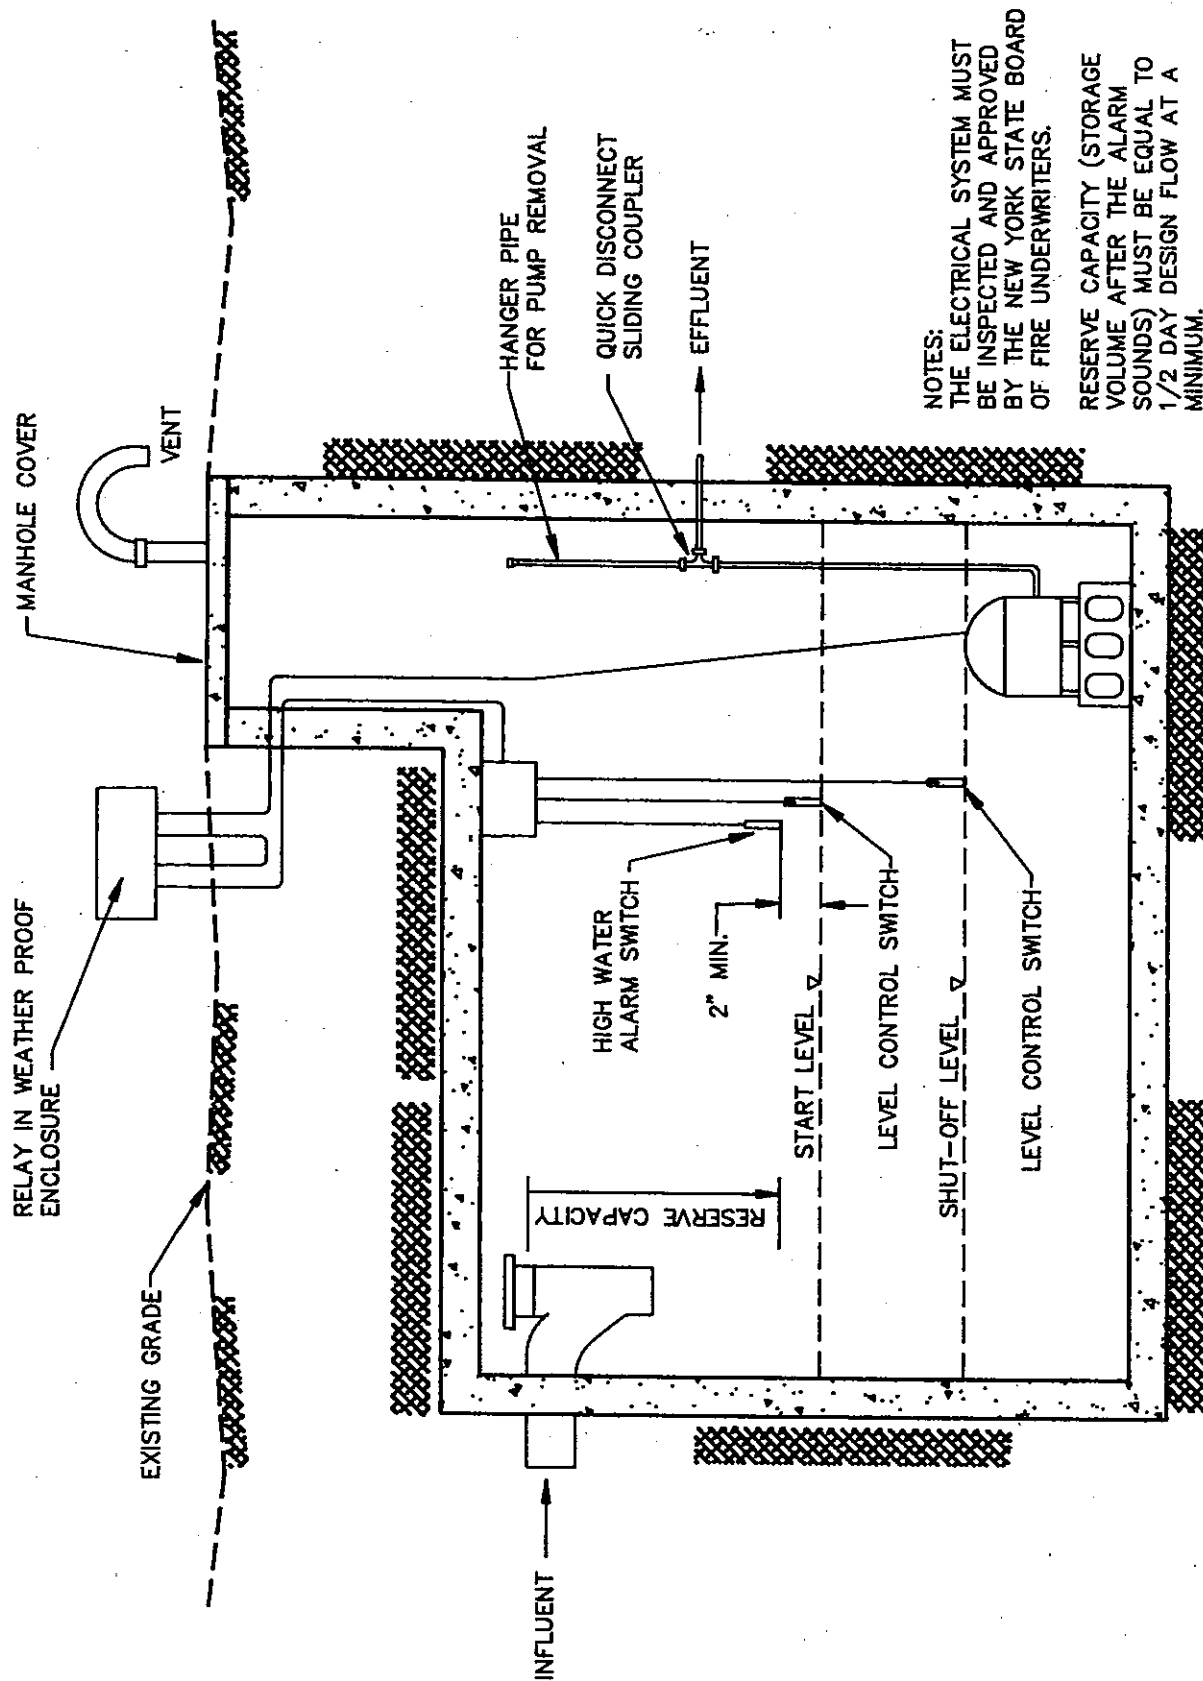 RELAY IN WEATHER PROOF
ENCLOSURE
MANHOLE COVER
VENT
EXISTING GRADE
HANGER PIPE
FOR PUMP REMOVAL
QUICK DISCONNECT
SLIDING COUPLER
INFLUENT
RESERVE CAPACITY
HIGH WATER
ALARM SWITCH
2" MIN.
EFFLUENT
START LEVEL
LEVEL CONTROL SWITCH
SHUT-OFF LEVEL
LEVEL CONTROL SWITCH
NOTES:
THE ELECTRICAL SYSTEM MUST
BE INSPECTED AND APPROVED
BY THE NEW YORK STATE BOARD
OF FIRE UNDERWRITERS.
RESERVE CAPACITY (STORAGE
VOLUME AFTER THE ALARM
SOUNDS) MUST BE EQUAL TO
1/2 DAY DESIGN FLOW AT A
MINIMUM.